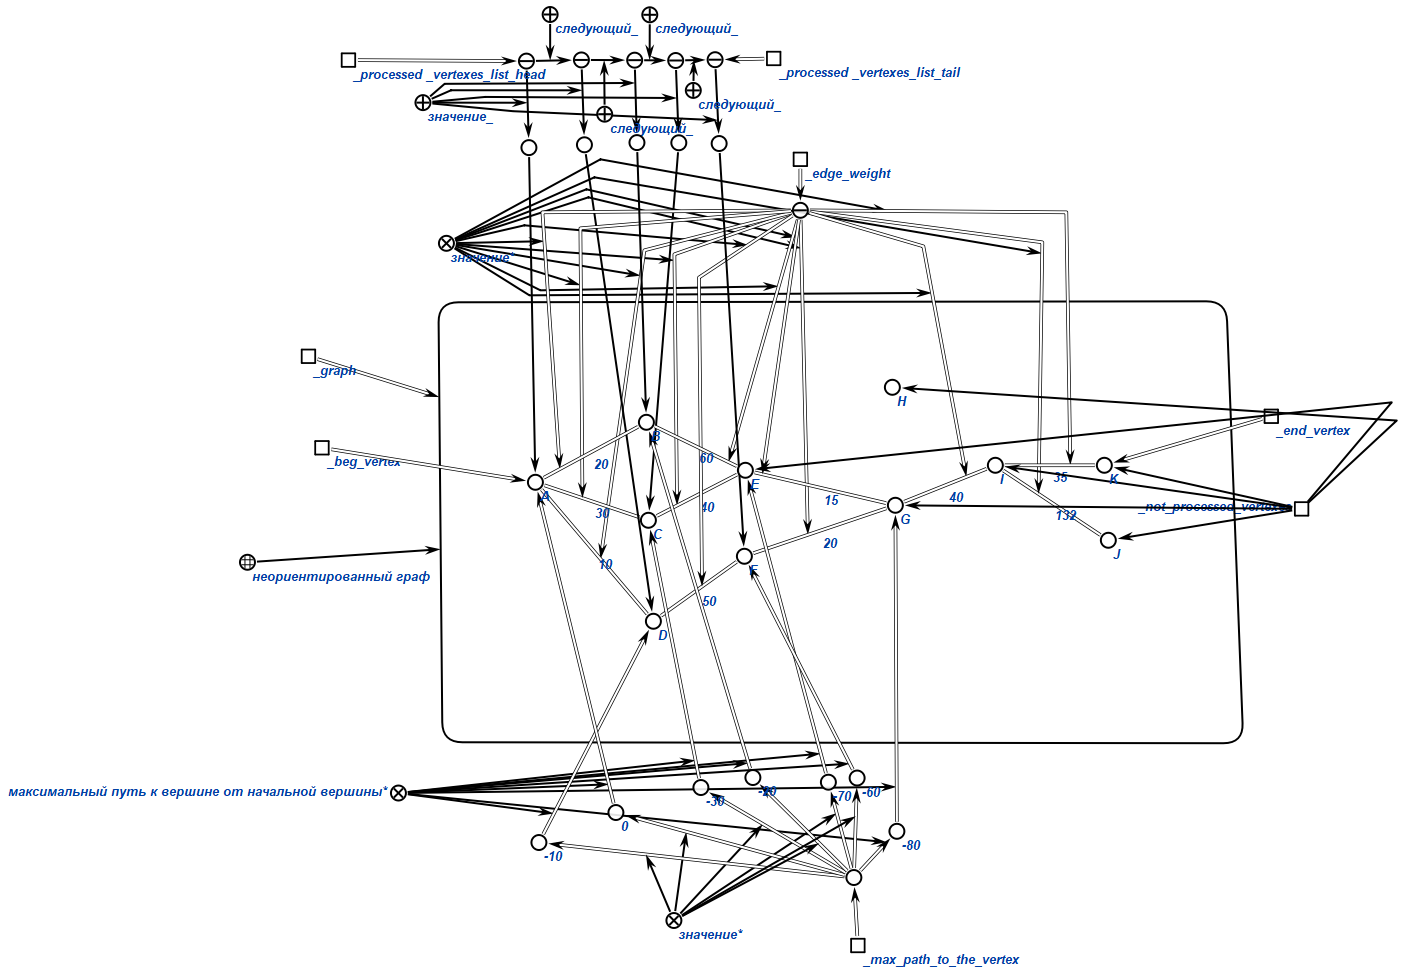 следующий_
следующий_
_processed _vertexes_list_head
_processed _vertexes_list_tail
следующий_
значение_
следующий_
_edge_weight
значение*
_graph
H
_end_vertex
B
_beg_vertex
20
60
A
E
I
35
K
15
40
30
40
_not_processed_vertexes
132
C
G
20
10
F
J
неориентированный граф
50
D
максимальный путь к вершине от начальной вершины*
-30
-70
-60
0
-80
-10
значение*
_max_path_to_the_vertex